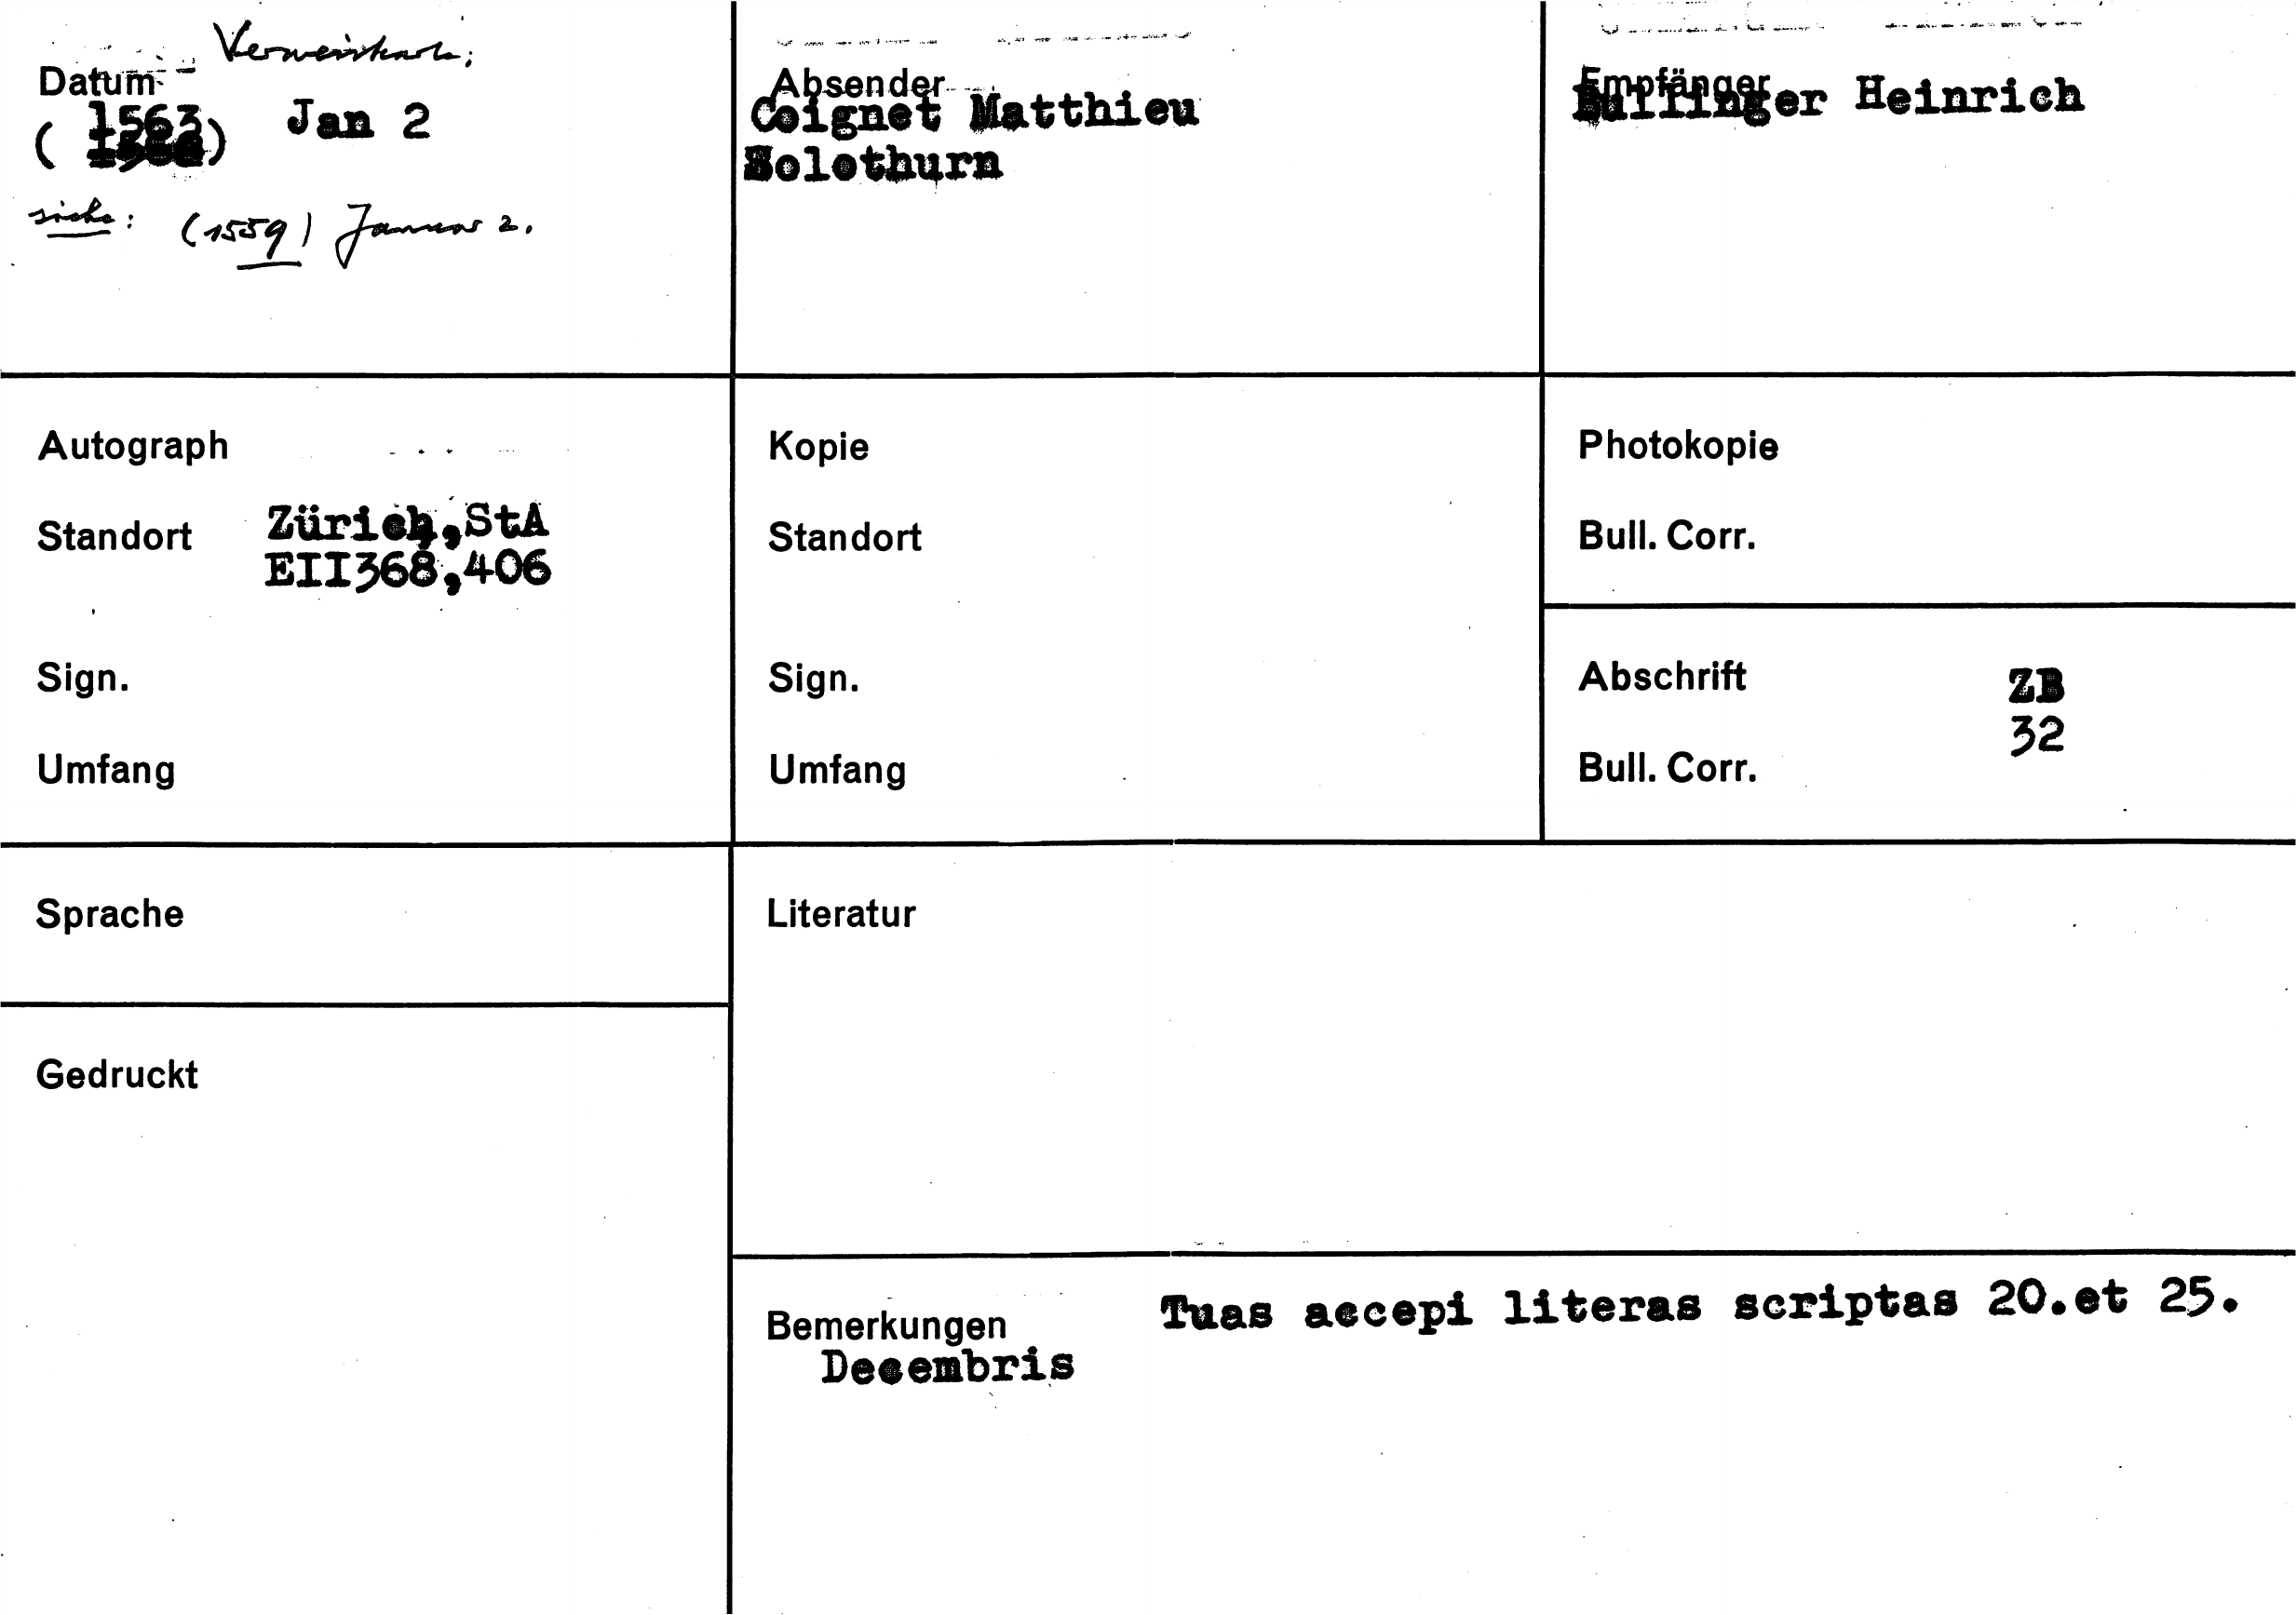 Verweiskarte;
Datum
1563
( ) Jan 2
siehe: (1559) Januar 2.
Absender
Coignet Matthieu
Solothurn
Empfänger
Bullinger Heinrich
Autograph
Standort Zürich,StA
EII368,406
Sign.
Umfang
Kopie
Standort
Sign.
Umfang
Photokopie
Bull. Corr.
Abschrift ZB
32
Bull. Corr.
Sprache
Gedruckt
Literatur
Bemerkungen Tuas accepi literas scriptas 20.et 25.
Decembris